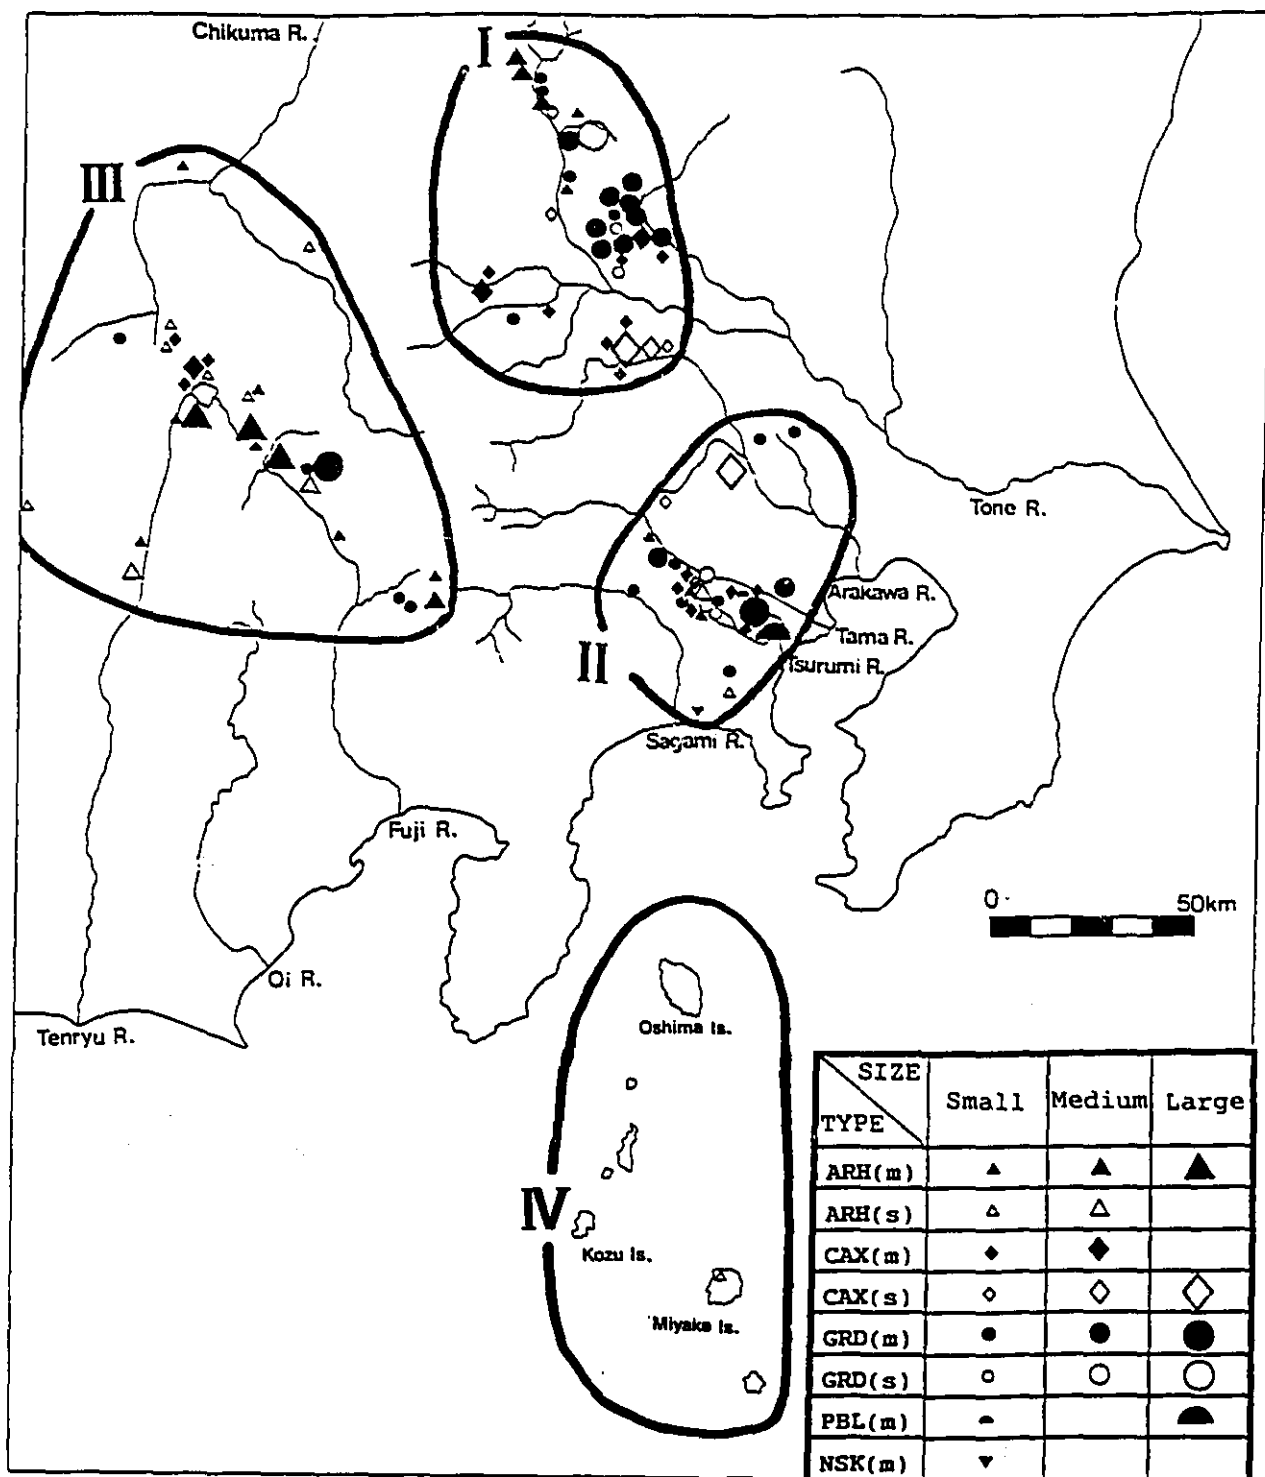 Chikuma R.
I
III
Tone R.
Arakawa R.
Tama R.
II
Tsurumi R.
Sagami R.
Fuji R.
0 50km
Oi R.
Oshima Is.
Tenryu R.
IV
Kozu Is.
Miyake Is.
SIZE
TYPE Small Medium Large
ARH(m)
ARH(s)
CAX(m)
CAX(s)
GRD(m)
GRD(s)
PBL(m)
NSK(m)